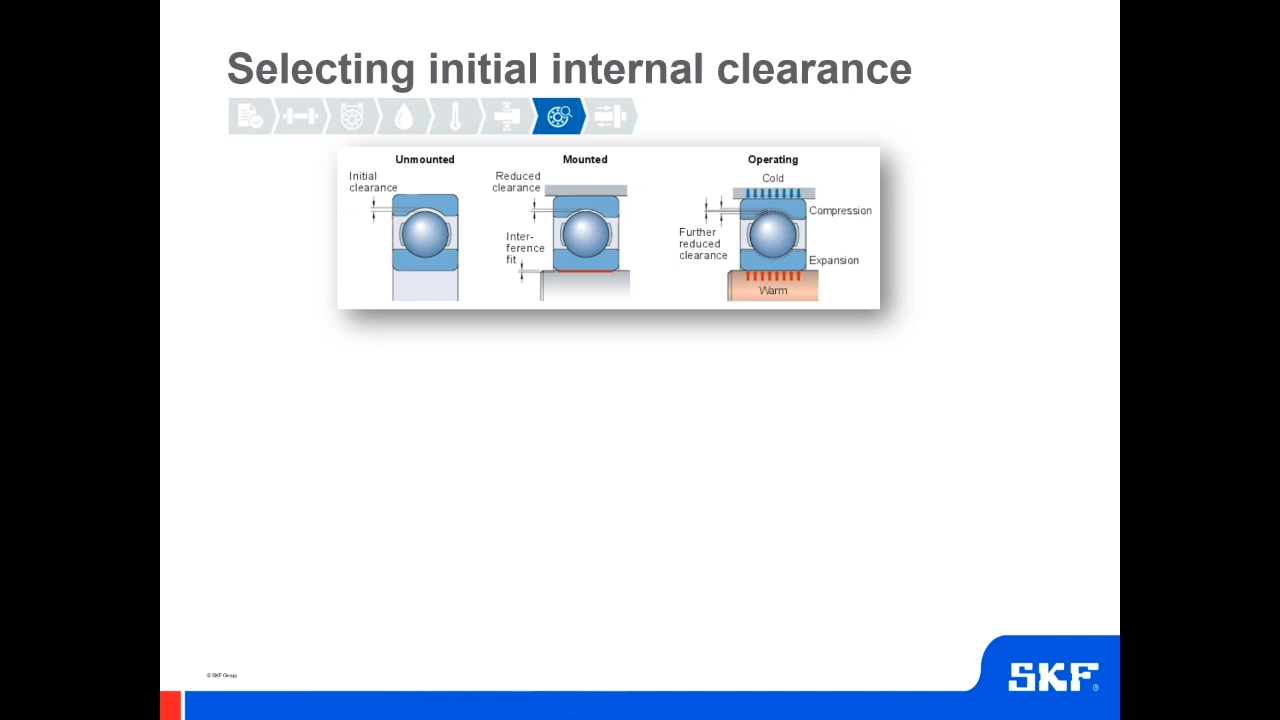 Selecting initial internal clearance
Unmounted
Initial
clearance
Mounted
Reduced
clearance
Inter-
ference
fit
Operating
Cold
Compression
Further
reduced
clearance
Expansion
Warm
© SKF Group
SKF
®